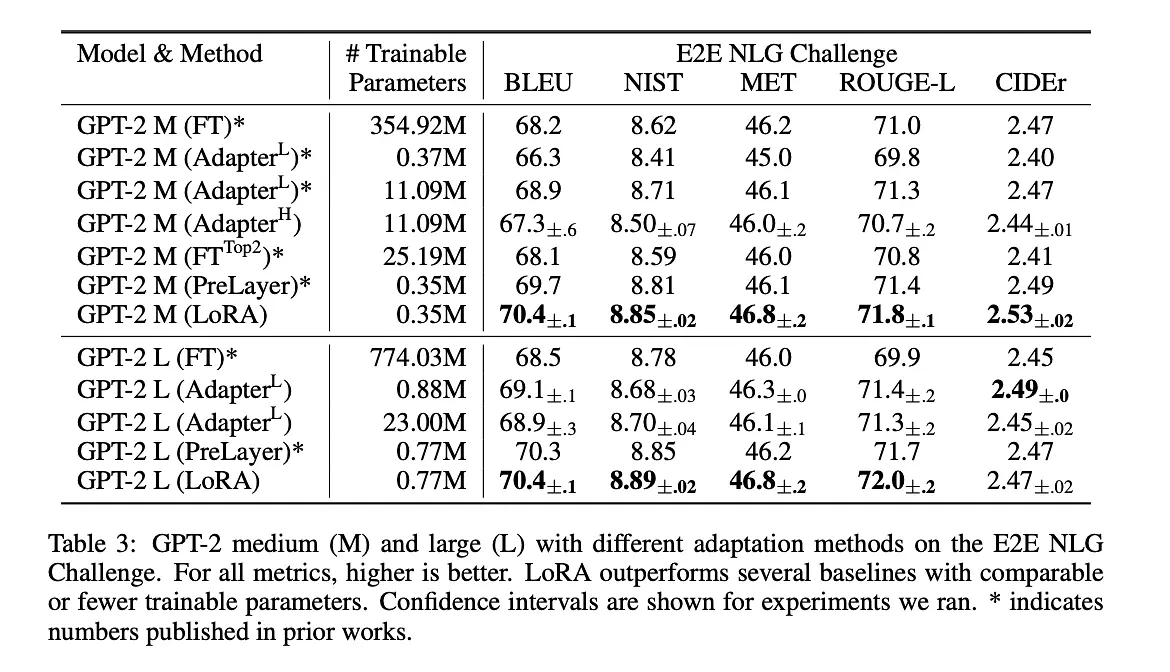 Model & Method # Trainable E2E NLG Challenge
Parameters BLEU NIST MET ROUGE-L CIDEr
GPT-2 M (FT)* 354.92M 68.2 8.62 46.2 71.0 2.47
GPT-2 M (Adapter^L)* 0.37M 66.3 8.41 45.0 69.8 2.40
GPT-2 M (Adapter^L)* 11.09M 68.9 8.71 46.1 71.3 2.47
GPT-2 M (Adapter^H) 11.09M 67.3±.6 8.50±.07 46.0±.2 70.7±.2 2.44±.01
GPT-2 M (FT^Top2)* 25.19M 68.1 8.59 46.0 70.8 2.41
GPT-2 M (PreLayer)* 0.35M 69.7 8.81 46.1 71.4 2.49
GPT-2 M (LoRA) 0.35M 70.4±.1 8.85±.02 46.8±.2 71.8±.1 2.53±.02
GPT-2 L (FT)* 774.03M 68.5 8.78 46.0 69.9 2.45
GPT-2 L (Adapter^L) 0.88M 69.1±.1 8.68±.03 46.3±.0 71.4±.2 2.49±.0
GPT-2 L (Adapter^L) 23.00M 68.9±.3 8.70±.04 46.1±.1 71.3±.2 2.45±.02
GPT-2 L (PreLayer)* 0.77M 70.3 8.85 46.2 71.7 2.47
GPT-2 L (LoRA) 0.77M 70.4±.1 8.89±.02 46.8±.2 72.0±.2 2.47±.02
Table 3: GPT-2 medium (M) and large (L) with different adaptation methods on the E2E NLG
Challenge. For all metrics, higher is better. LoRA outperforms several baselines with comparable
or fewer trainable parameters. Confidence intervals are shown for experiments we ran. * indicates
numbers published in prior works.